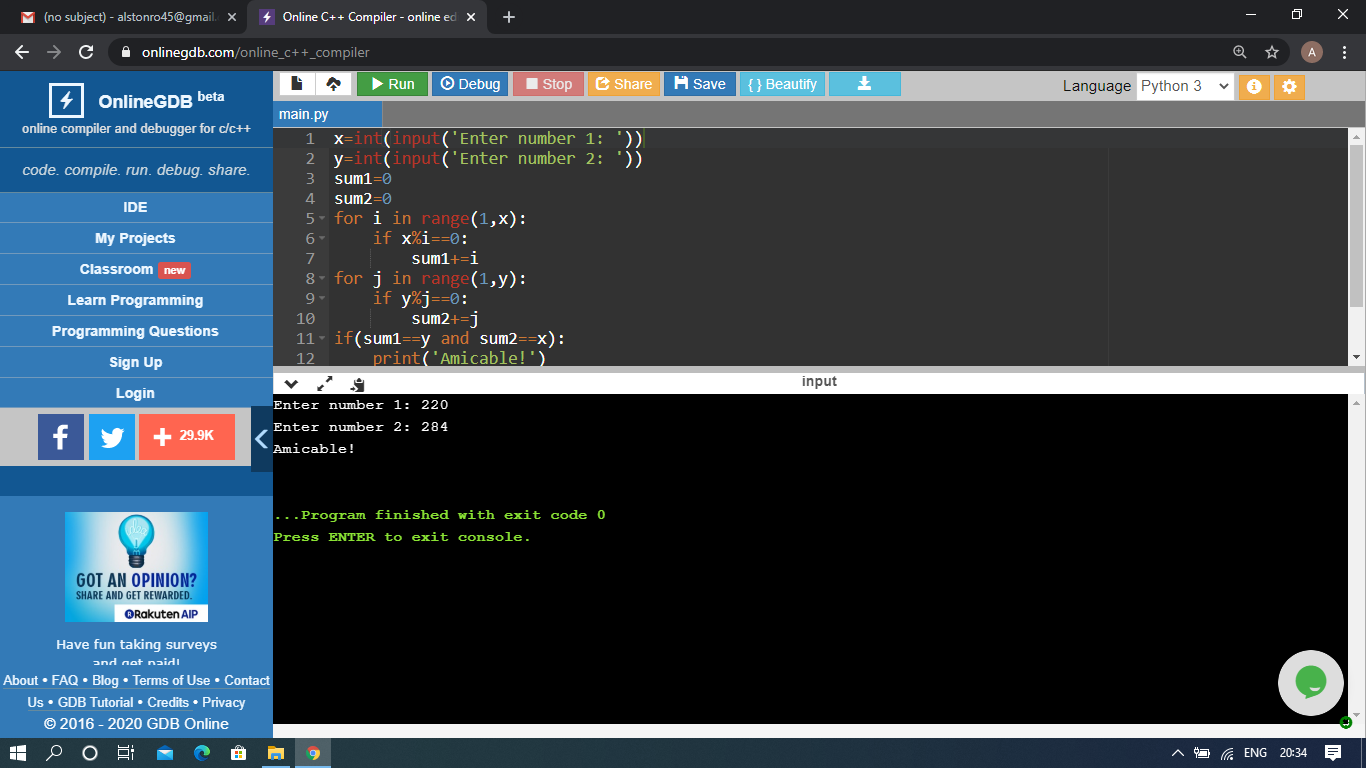 (no subject) - alstonro45@gmail.
Online C++ Compiler - online ed
onlinegdb.com/online_c++_compiler
A
OnlineGDB beta
online compiler and debugger for c/c++
code. compile. run. debug. share.
IDE
My Projects
Classroom new
Learn Programming
Programming Questions
Sign Up
Login
29.9K
GOT AN OPINION?
SHARE AND GET REWARDED.
Rakuten AIP
Have fun taking surveys
and get paid!
About • FAQ • Blog • Terms of Use • Contact
Us • GDB Tutorial • Credits • Privacy
© 2016 - 2020 GDB Online
Run Debug Stop Share Save { } Beautify
Language Python 3
main.py
1 x=int(input('Enter number 1: '))
2 y=int(input('Enter number 2: '))
3 sum1=0
4 sum2=0
5 for i in range(1,x):
6 if x%i==0:
7 sum1+=i
8 for j in range(1,y):
9 if y%j==0:
10 sum2+=j
11 if(sum1==y and sum2==x):
12 print('Amicable!')
input
Enter number 1: 220
Enter number 2: 284
Amicable!
...Program finished with exit code 0
Press ENTER to exit console.
ENG 20:34